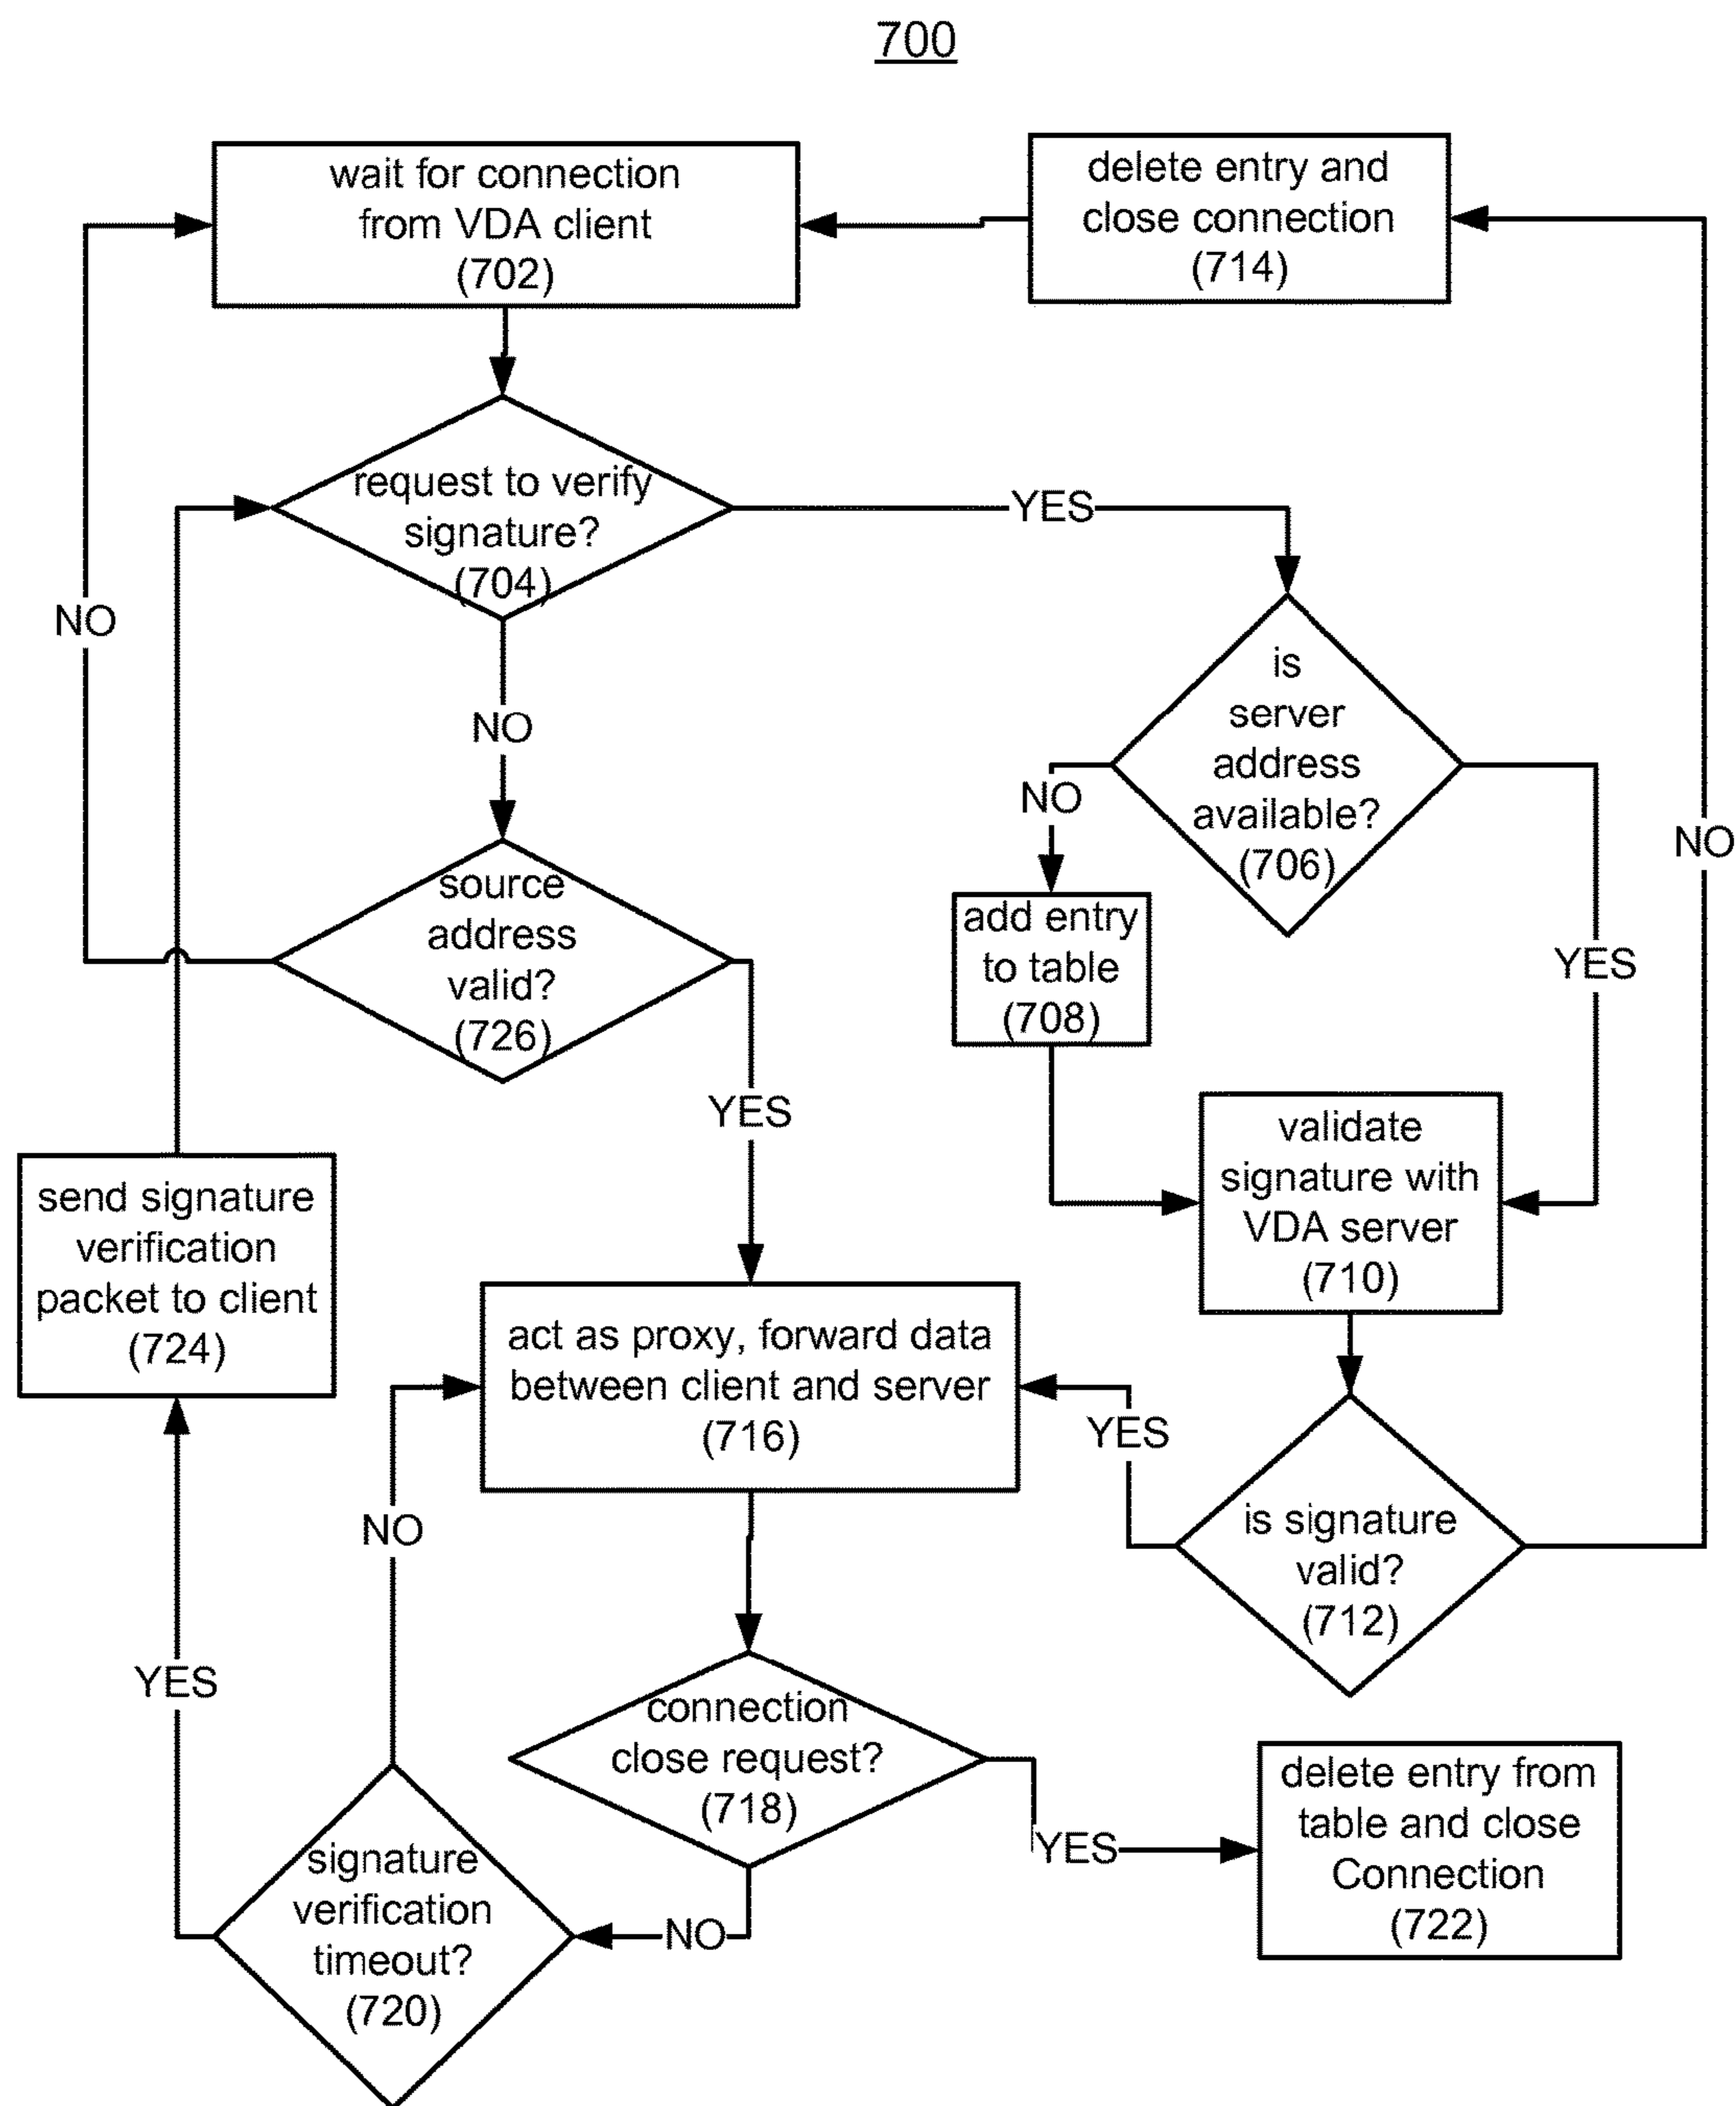 700
wait for connection
from VDA client
(702)
delete entry and
close connection
(714)
request to verify
signature?
(704)
YES
NO
NO
is
server
address
available?
(706)
NO
YES
NO
source
address
valid?
(726)
add entry
to table
(708)
YES
validate
signature with
VDA server
(710)
send signature
verification
packet to client
(724)
act as proxy, forward data
between client and server
(716)
YES
NO
is signature
valid?
(712)
YES
connection
close request?
(718)
YES
delete entry from
table and close
Connection
(722)
signature
verification
timeout?
(720)
NO